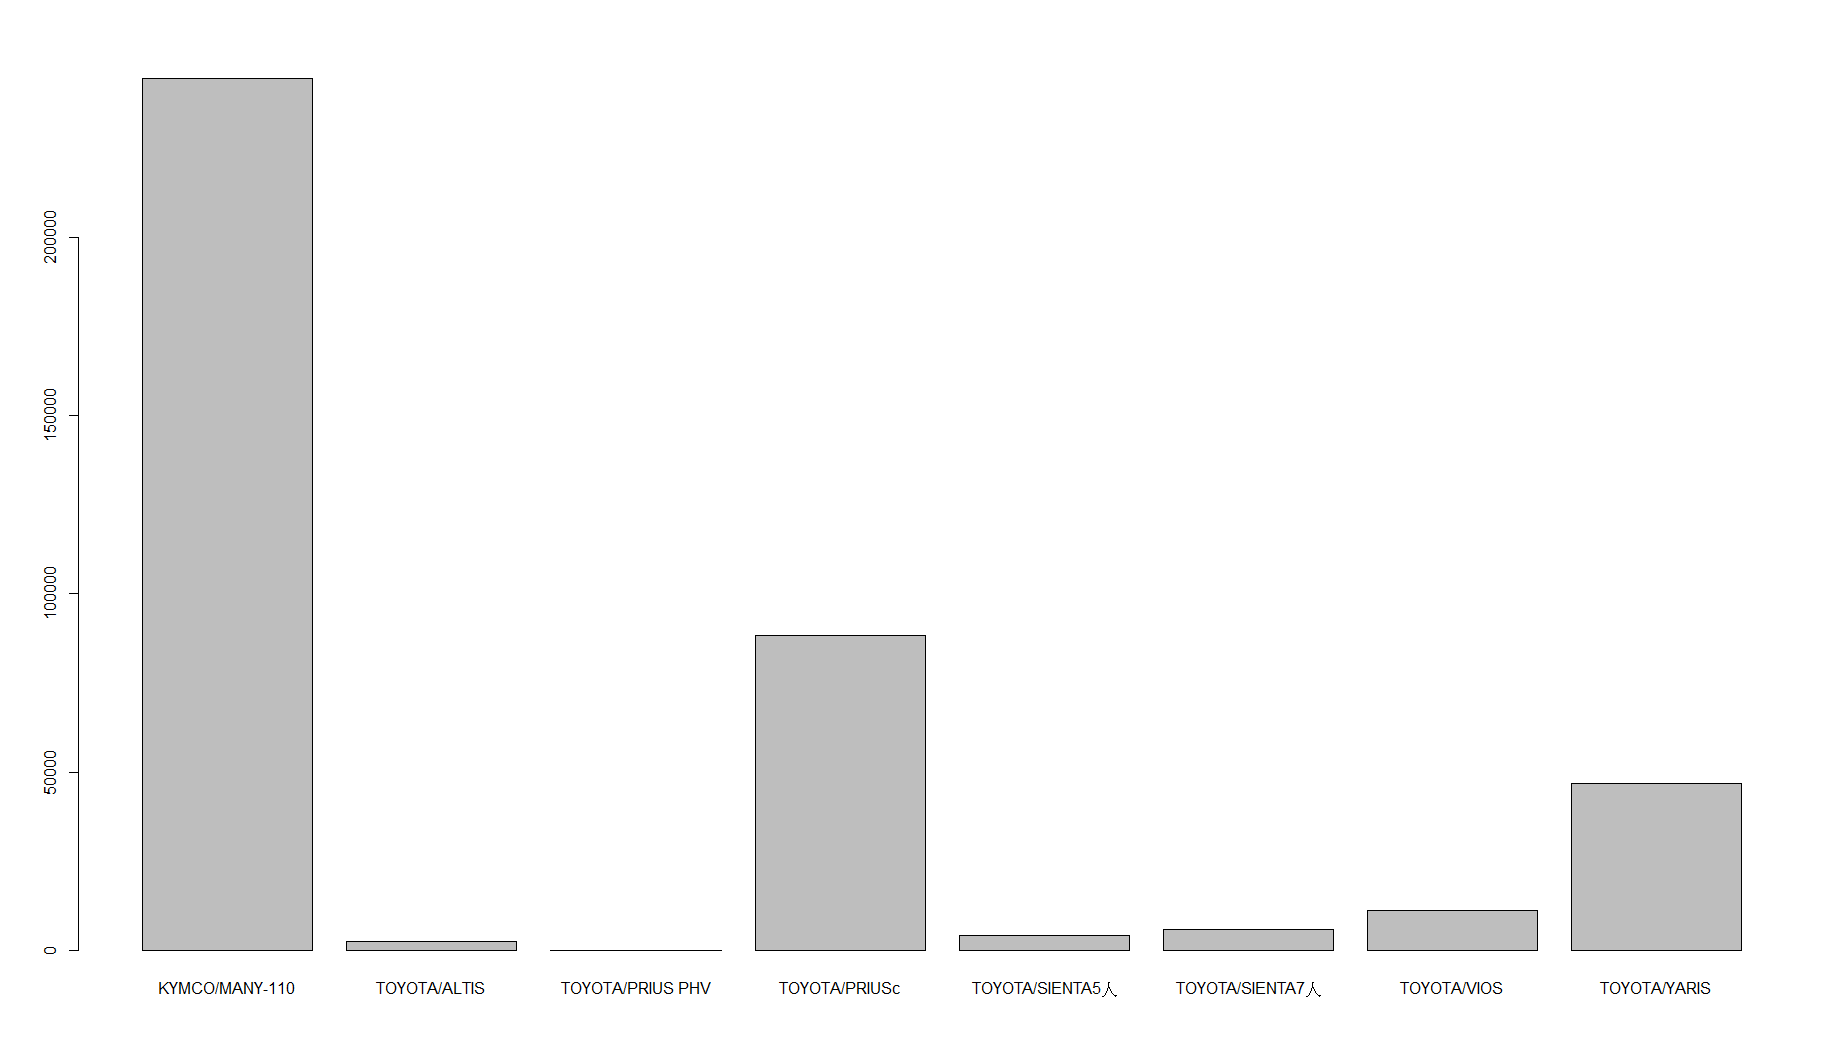 200000
150000
100000
50000
0
KYMCO/MANY-110
TOYOTA/ALTIS
TOYOTA/PRIUS PHV
TOYOTA/PRIUSc
TOYOTA/SIENTA5人
TOYOTA/SIENTA7人
TOYOTA/VIOS
TOYOTA/YARIS